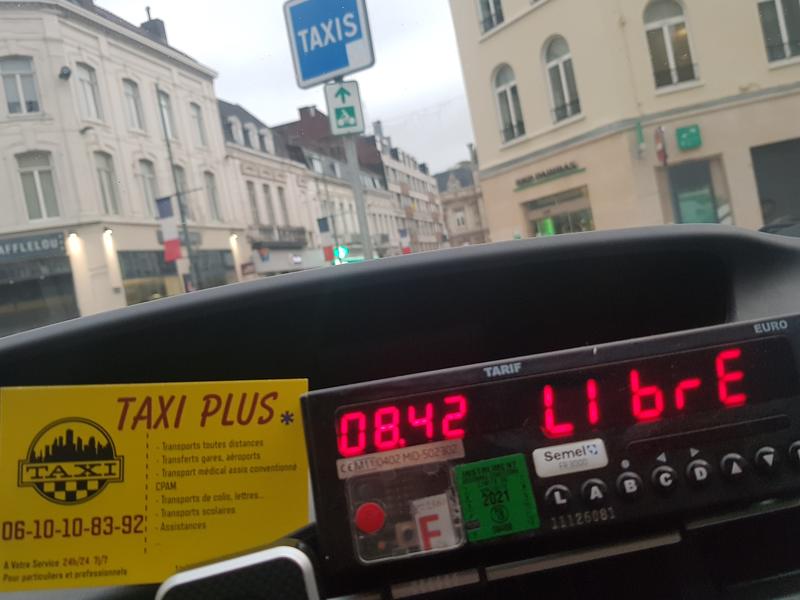 TAXIS
AFFLELOU
EURO
TARIF
08.42
LIbrE
TAXI PLUS*
TAXI
- Transports toutes distances
- Transferts gares, aéroports
- Transport médical assis conventionné
CPAM
- Transports de colis, lettres...
- Transports scolaires
- Assistances
06-10-10-83-92
A Votre Service 24h/24 7j/7
Pour particuliers et professionnels
Semel
FR3000
2021
F
L A B C D
11126081